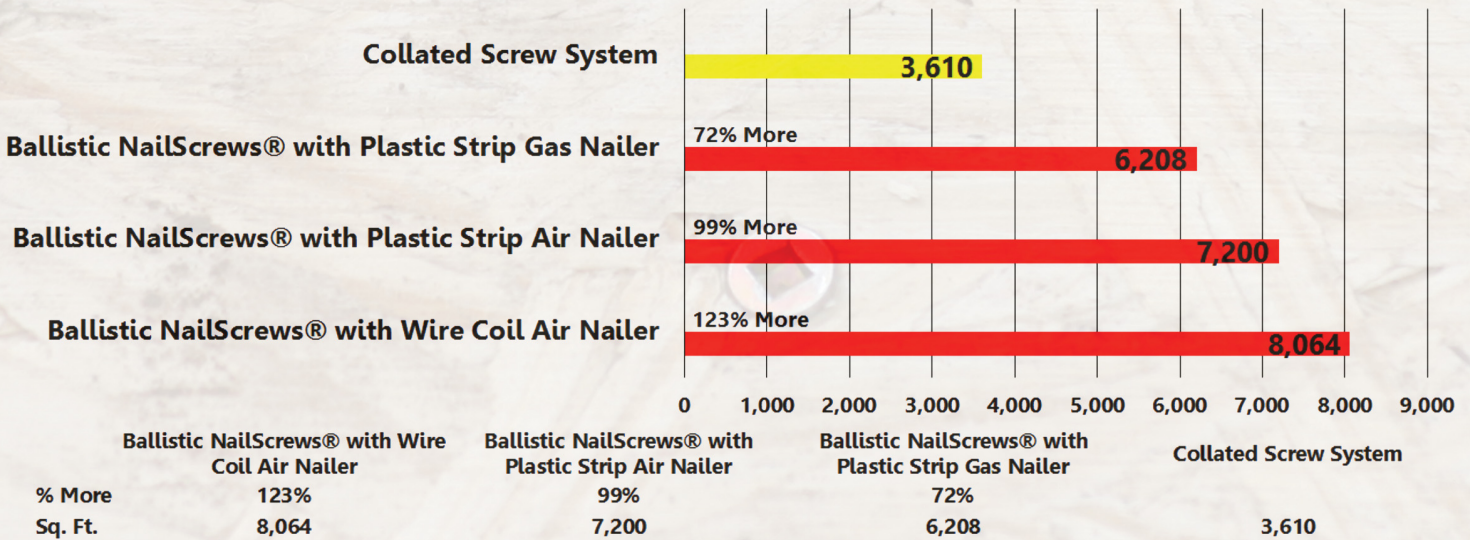 Collated Screw System
3,610
72% More
Ballistic NailScrews® with Plastic Strip Gas Nailer
6,208
99% More
Ballistic NailScrews® with Plastic Strip Air Nailer
7,200
123% More
Ballistic NailScrews® with Wire Coil Air Nailer
8,064
0 1,000 2,000 3,000 4,000 5,000 6,000 7,000 8,000 9,000
Ballistic NailScrews® with Wire Coil Air Nailer
Ballistic NailScrews® with Plastic Strip Air Nailer
Ballistic NailScrews® with Plastic Strip Gas Nailer
Collated Screw System
% More 123% 99% 72%
Sq. Ft. 8,064 7,200 6,208 3,610